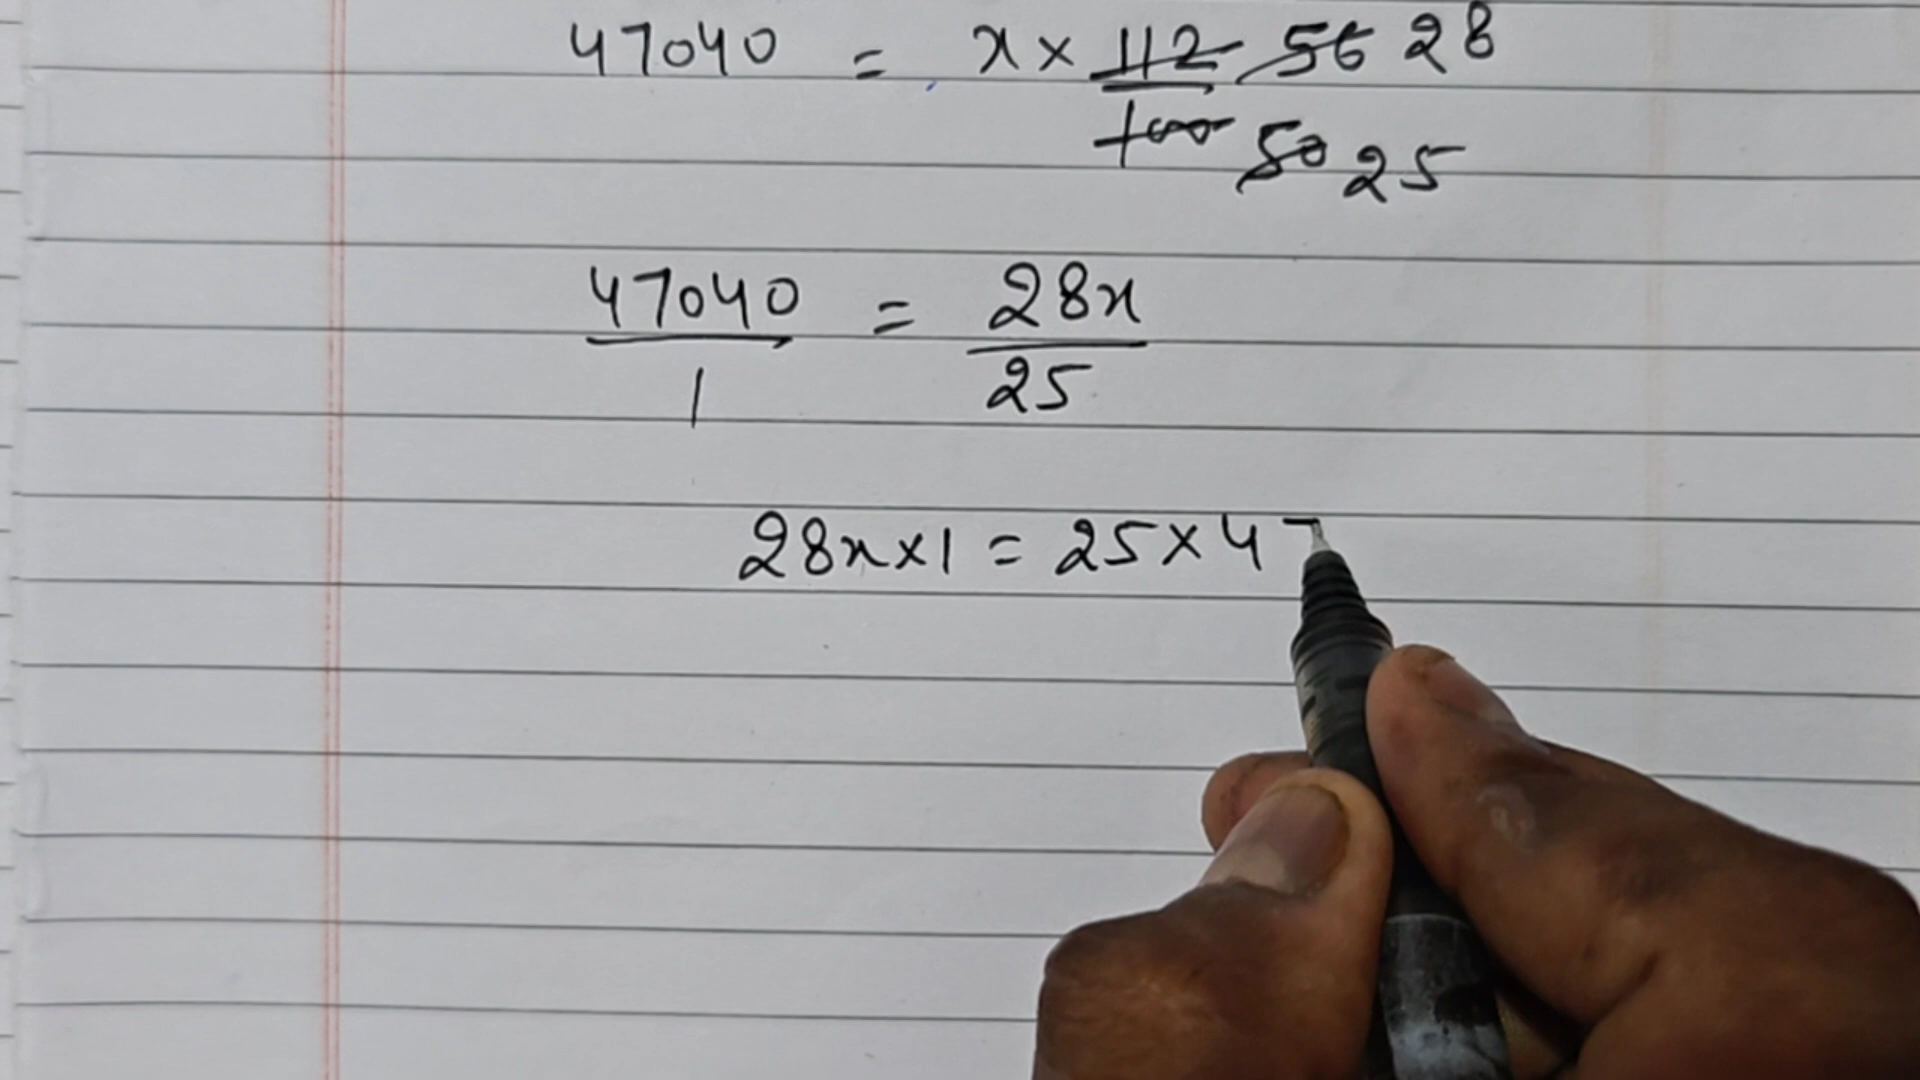 47040 = x × 112 56 28
100 50 25
47040 = 28x
1 25
28x×1 = 25×47